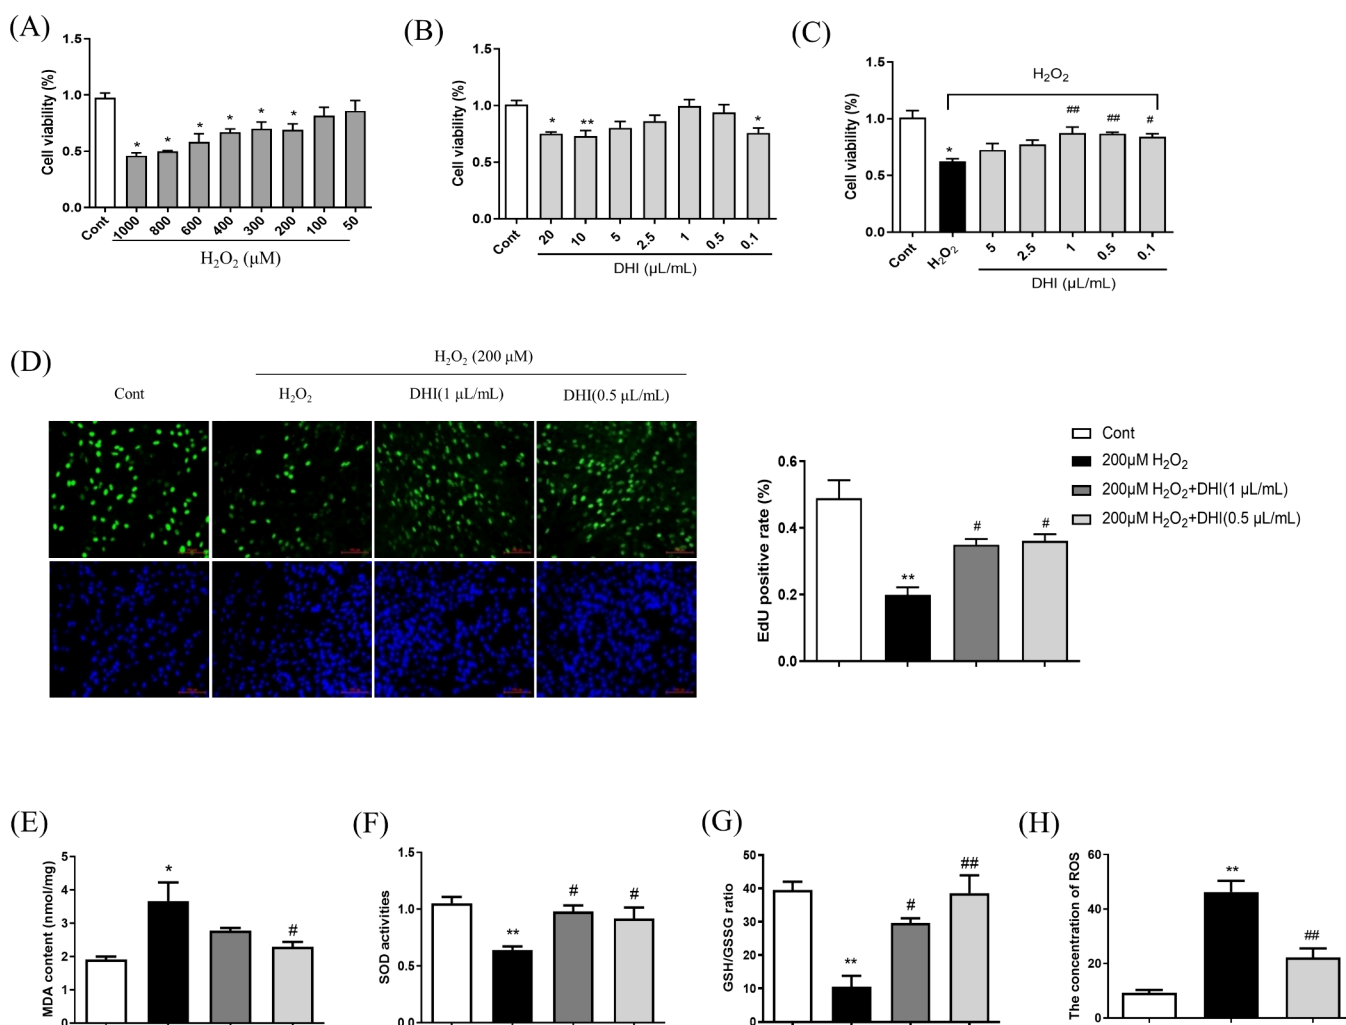 (A)
1.5
1.0
0.5
0.0
Cell viability (%)
* * * * * *
Cont 1000 800 600 400 300 200 100 50
H₂O₂ (μM)
(B)
1.5
1.0
0.5
0.0
Cell viability (%)
* ** *
Cont 20 10 5 2.5 1 0.5 0.1
DHI (μL/mL)
(C)
1.5
1.0
0.5
0.0
Cell viability (%)
H₂O₂
* ## ## #
Cont H₂O₂ 5 2.5 1 0.5 0.1
DHI (μL/mL)
(D)
H₂O₂ (200 μM)
Cont H₂O₂ DHI(1 μL/mL) DHI(0.5 μL/mL)
0.6
0.4
0.2
0.0
EdU positive rate (%)
** # #
Cont
200μM H₂O₂
200μM H₂O₂+DHI(1 μL/mL)
200μM H₂O₂+DHI(0.5 μL/mL)
(E)
5
4
3
2
1
0
MDA content (nmol/mg)
* #
(F)
1.5
1.0
0.5
0.0
SOD activities
** # #
(G)
50
40
30
20
10
0
GSH/GSSG ratio
** # ##
(H)
60
40
20
0
The concentration of ROS
** ##